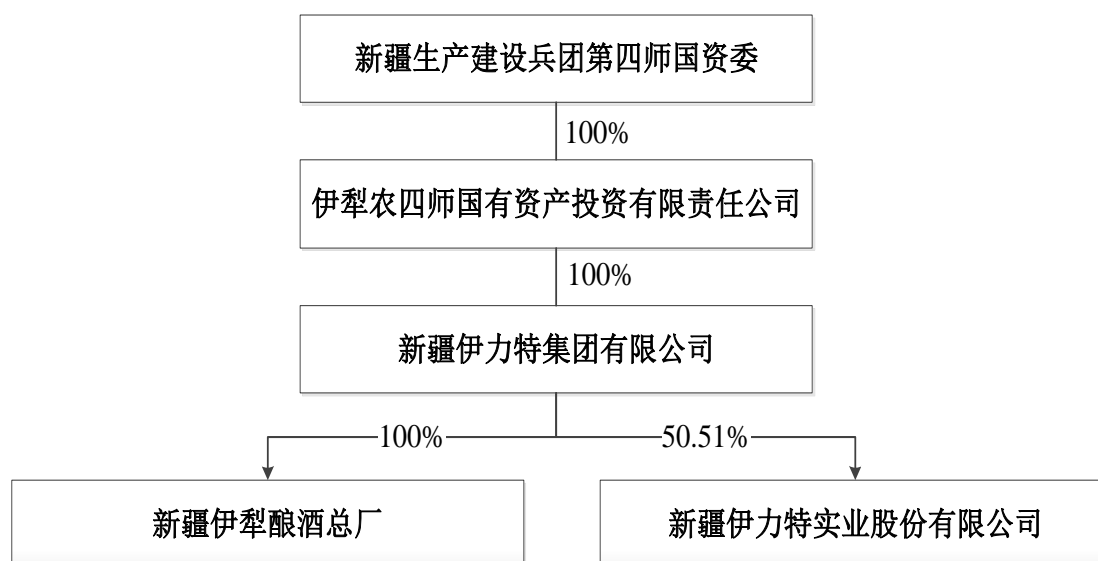 新疆生产建设兵团第四师国资委
100%
伊犁农四师国有资产投资有限责任公司
100%
新疆伊力特集团有限公司
100%
50.51%
新疆伊犁酿酒总厂
新疆伊力特实业股份有限公司